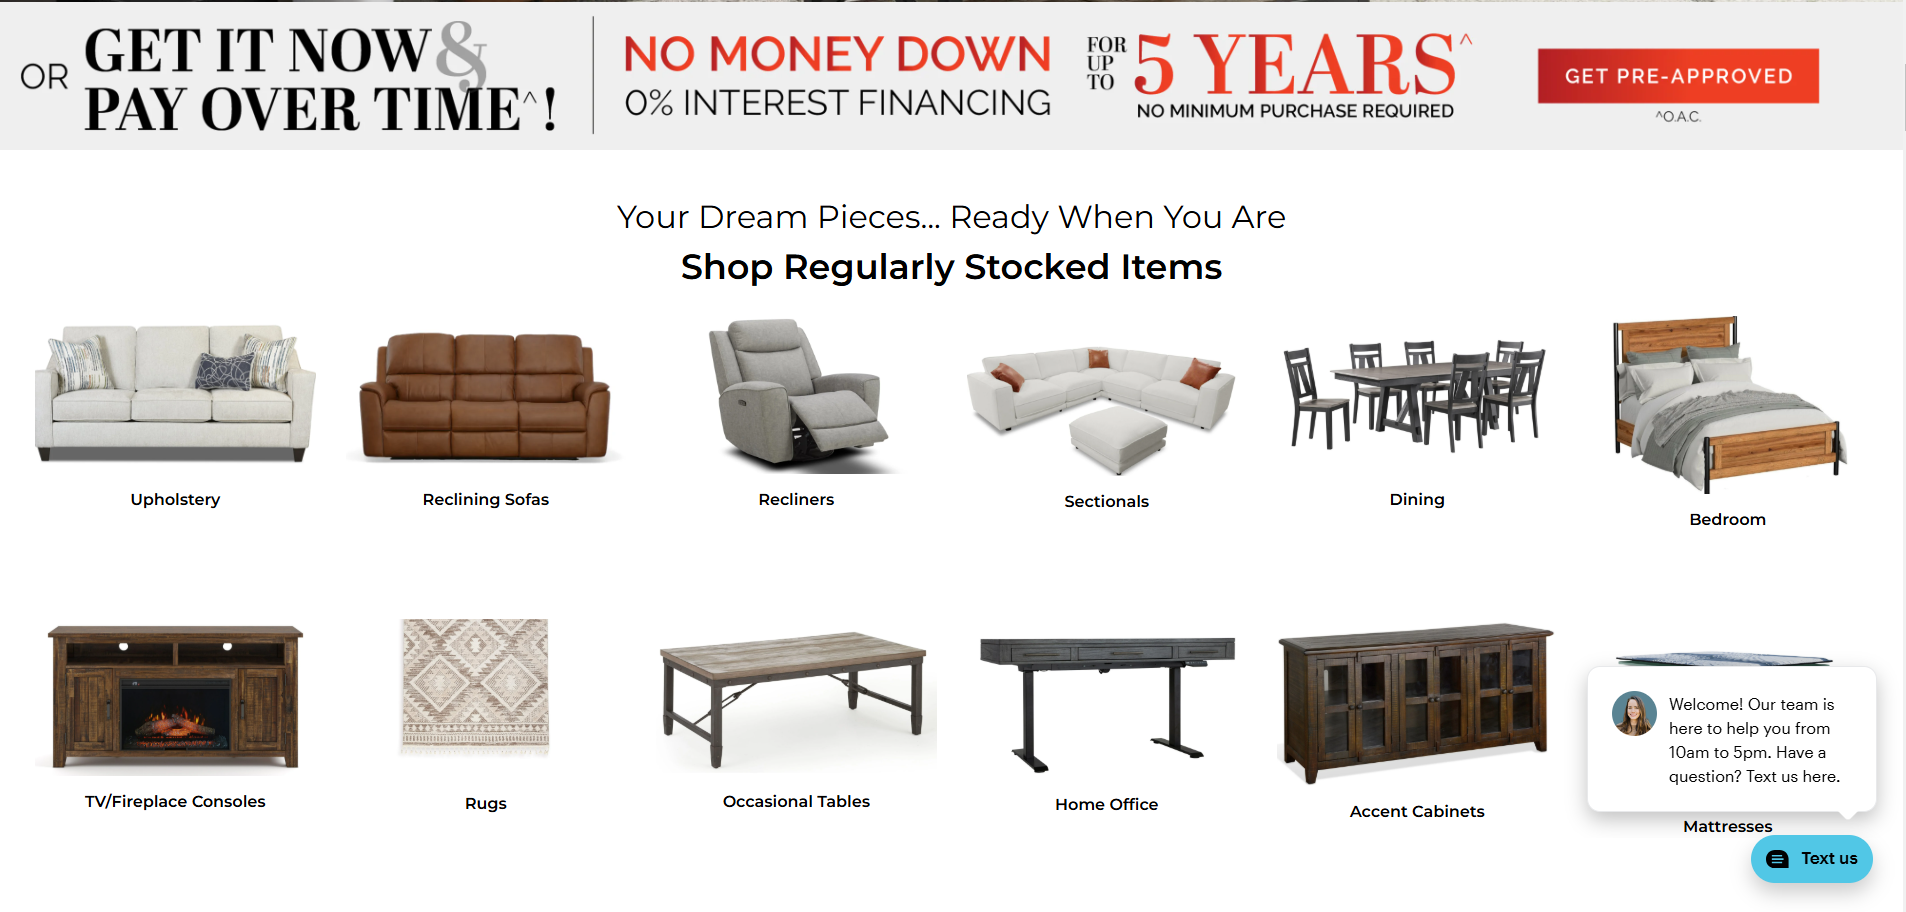 OR
GET IT NOW &
PAY OVER TIME^!
NO MONEY DOWN
0% INTEREST FINANCING
FOR
UP
TO
5 YEARS^
NO MINIMUM PURCHASE REQUIRED
GET PRE-APPROVED
^O.A.C.
Your Dream Pieces... Ready When You Are
Shop Regularly Stocked Items
Upholstery
Reclining Sofas
Recliners
Sectionals
Dining
Bedroom
TV/Fireplace Consoles
Rugs
Occasional Tables
Home Office
Accent Cabinets
Mattresses
Welcome! Our team is
here to help you from
10am to 5pm. Have a
question? Text us here.
Text us